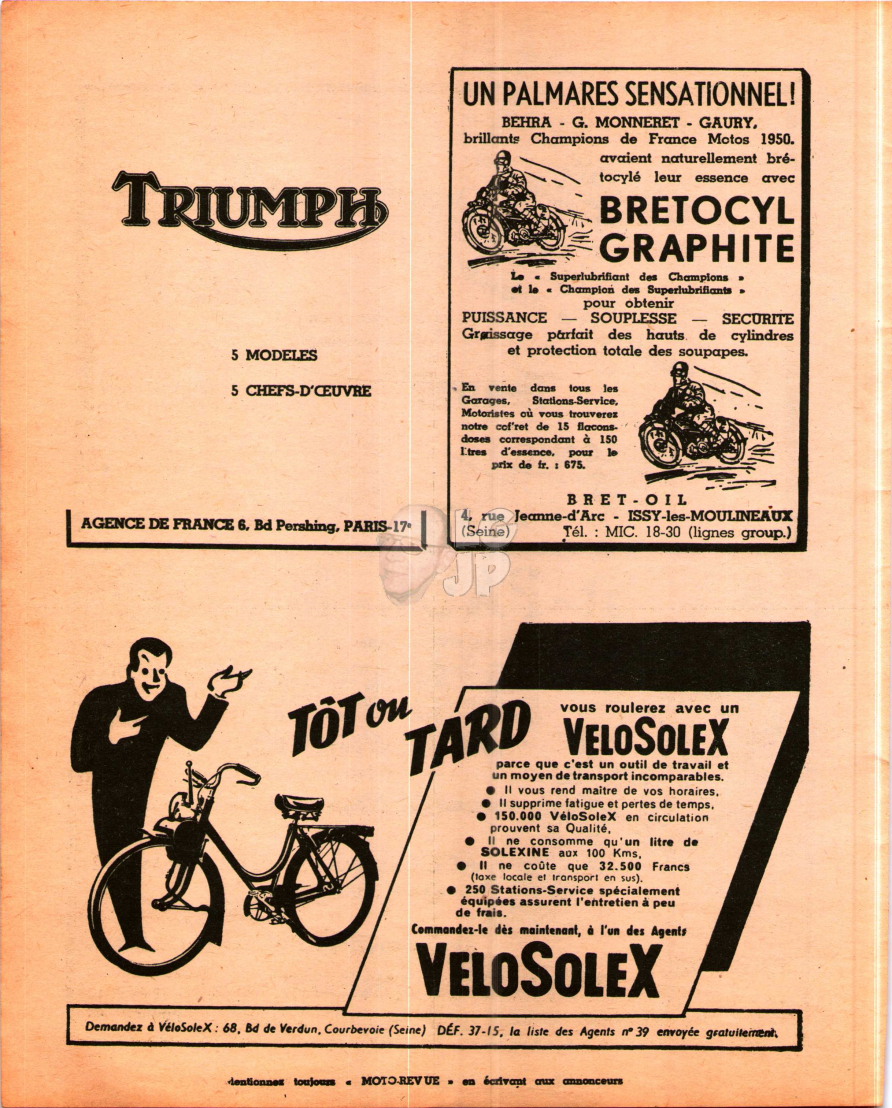 TRIUMPH
5 MODELES
5 CHEFS-D'ŒUVRE
AGENCE DE FRANCE 6, Bd Pershing, PARIS-17e
UN PALMARES SENSATIONNEL!
BEHRA - G. MONNERET - GAURY,
brillants Champions de France Motos 1950.
avaient naturellement bré-
tocylé leur essence avec
BRETOCYL
GRAPHITE
Le « Superlubrifiant des Champions »
et le « Champion des Superlubrifiants »
pour obtenir
PUISSANCE — SOUPLESSE — SECURITE
Graissage parfait des hauts de cylindres
et protection totale des soupapes.
En vente dans tous les
Garages, Stations-Service,
Motoristes où vous trouverez
notre coffret de 15 flacons-
doses correspondant à 150
litres d'essence, pour le
prix de fr. : 675.
BRET-OIL
4, rue Jeanne-d'Arc - ISSY-les-MOULINEAUX
(Seine) Tél. : MIC. 18-30 (lignes group.)
LC
JP
TÔT ou
TARD
vous roulerez avec un
VELOSOLEX
parce que c'est un outil de travail et
un moyen de transport incomparables.
● Il vous rend maître de vos horaires,
● Il supprime fatigue et pertes de temps,
● 150.000 VéloSoleX en circulation
prouvent sa Qualité,
● Il ne consomme qu'un litre de
SOLEXINE aux 100 Kms,
● Il ne coûte que 32.500 Francs
(taxe locale et transport en sus).
● 250 Stations-Service spécialement
équipées assurent l'entretien à peu
de frais.
Commandez-le dès maintenant, à l'un des Agents
VELOSOLEX
Demandez à VéloSoleX : 68, Bd de Verdun, Courbevoie (Seine) DÉF. 37-15, la liste des Agents n° 39 envoyée gratuitement.
Mentionnez toujours « MOTO-REVUE » en écrivant aux annonceurs